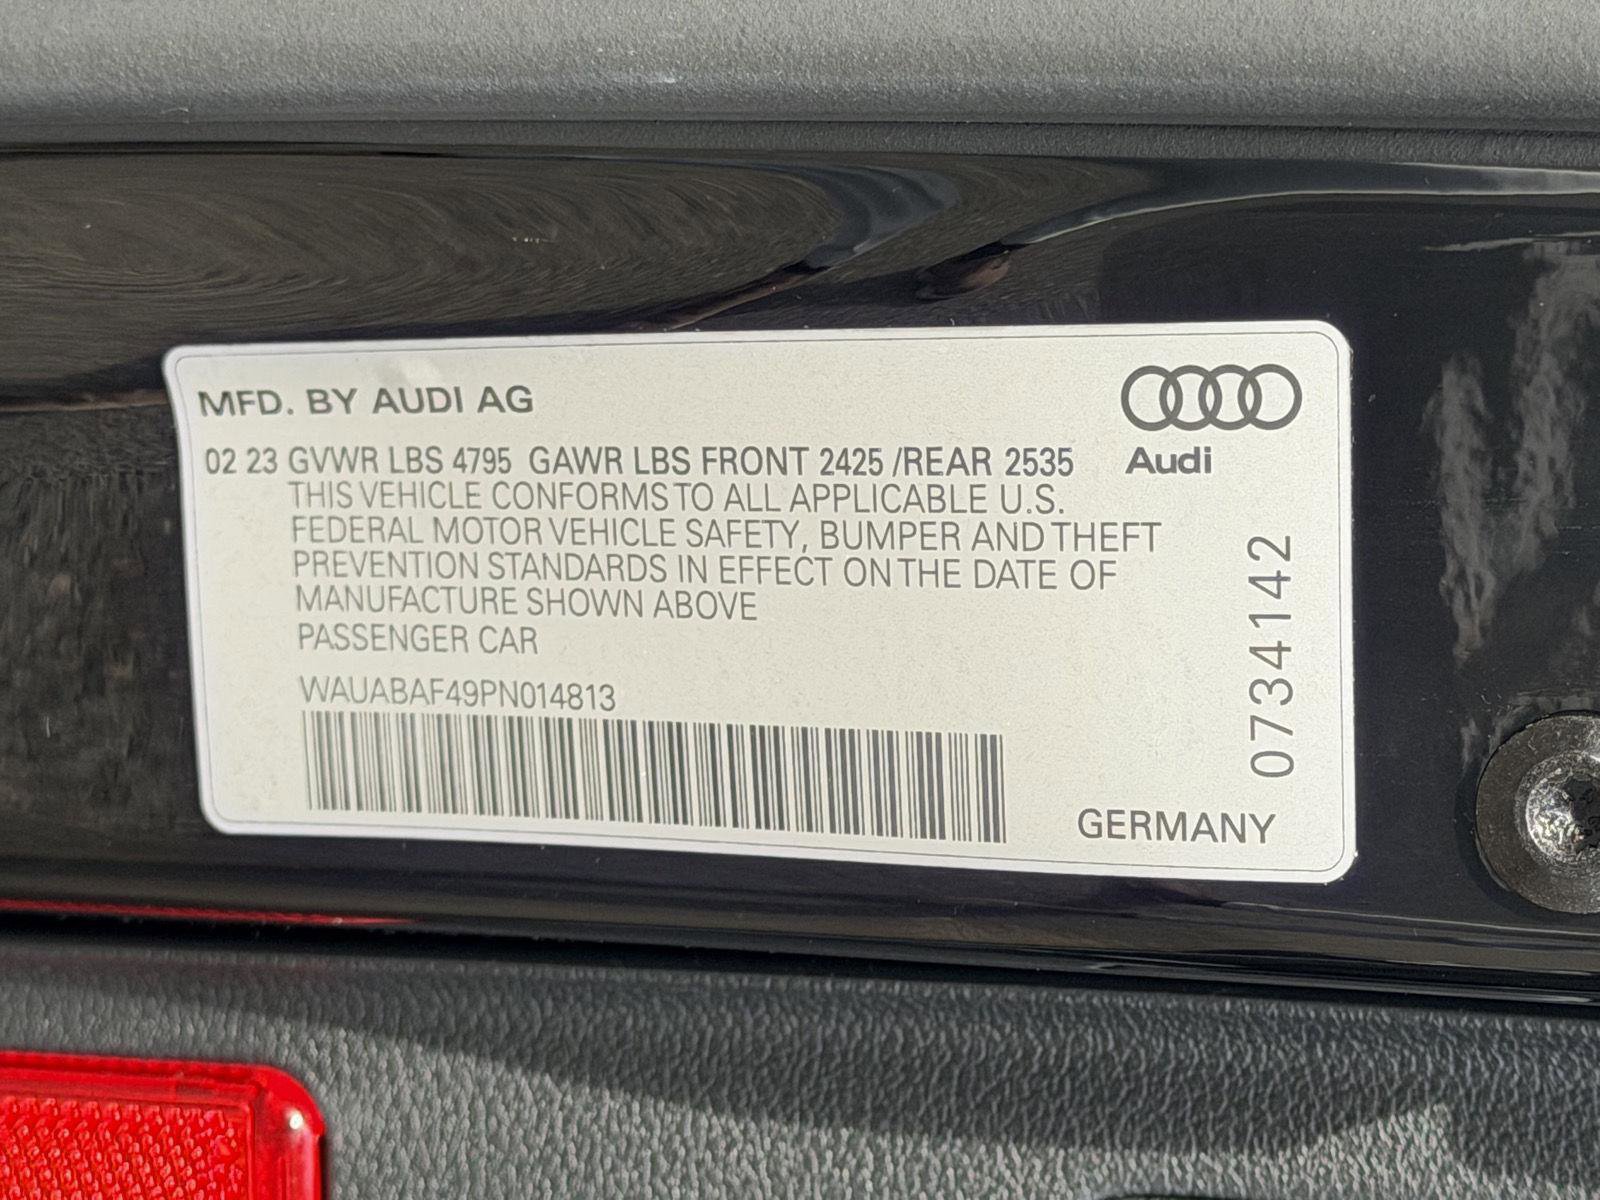 MFD. BY AUDI AG
02 23 GVWR LBS 4795 GAWR LBS FRONT 2425 /REAR 2535
Audi
THIS VEHICLE CONFORMS TO ALL APPLICABLE U.S.
FEDERAL MOTOR VEHICLE SAFETY, BUMPER AND THEFT
PREVENTION STANDARDS IN EFFECT ON THE DATE OF
MANUFACTURE SHOWN ABOVE
PASSENGER CAR
WAUABAF49PN014813
0734142
GERMANY